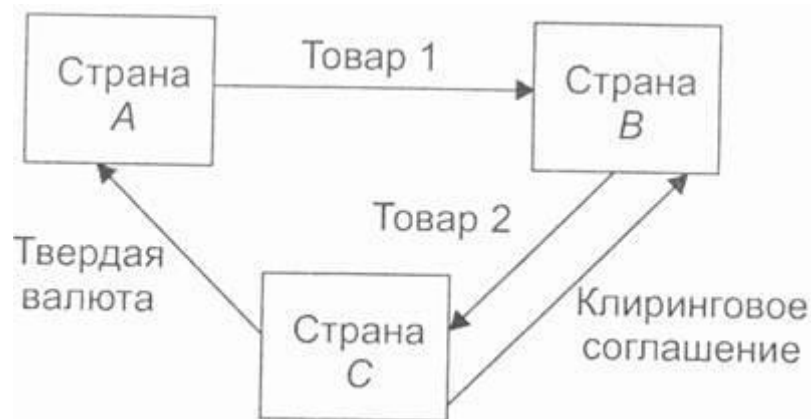 Страна
A
Товар 1
Страна
B
Товар 2
Твердая
валюта
Страна
C
Клиринговое
соглашение